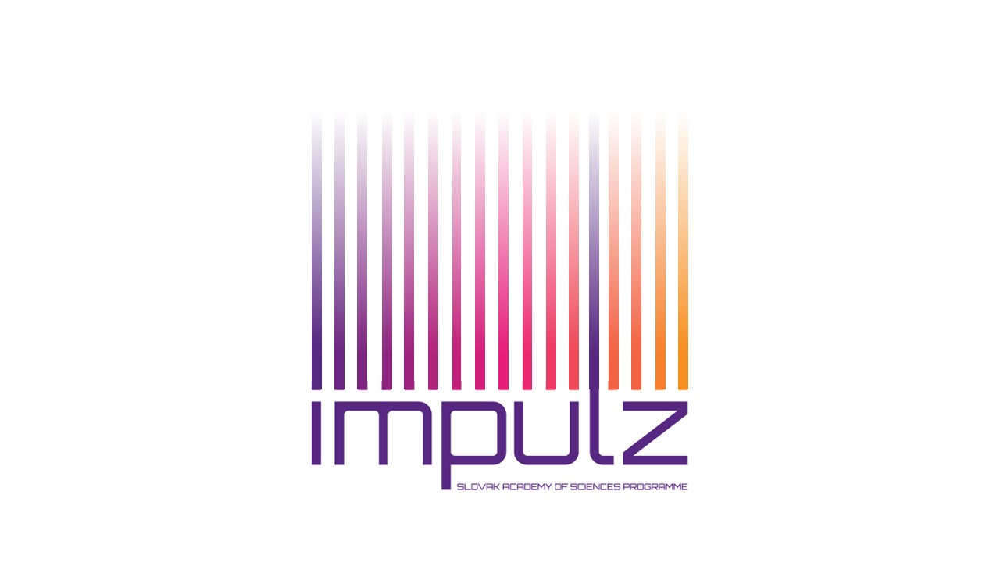 impulz
SLOVAK ACADEMY OF SCIENCES PROGRAMME